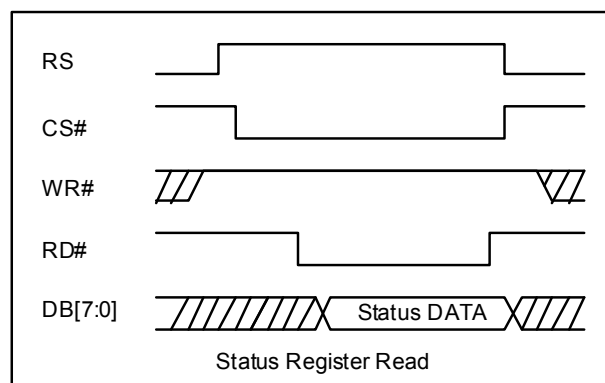 RS
CS#
WR#
RD#
DB[7:0]
Status DATA
Status Register Read